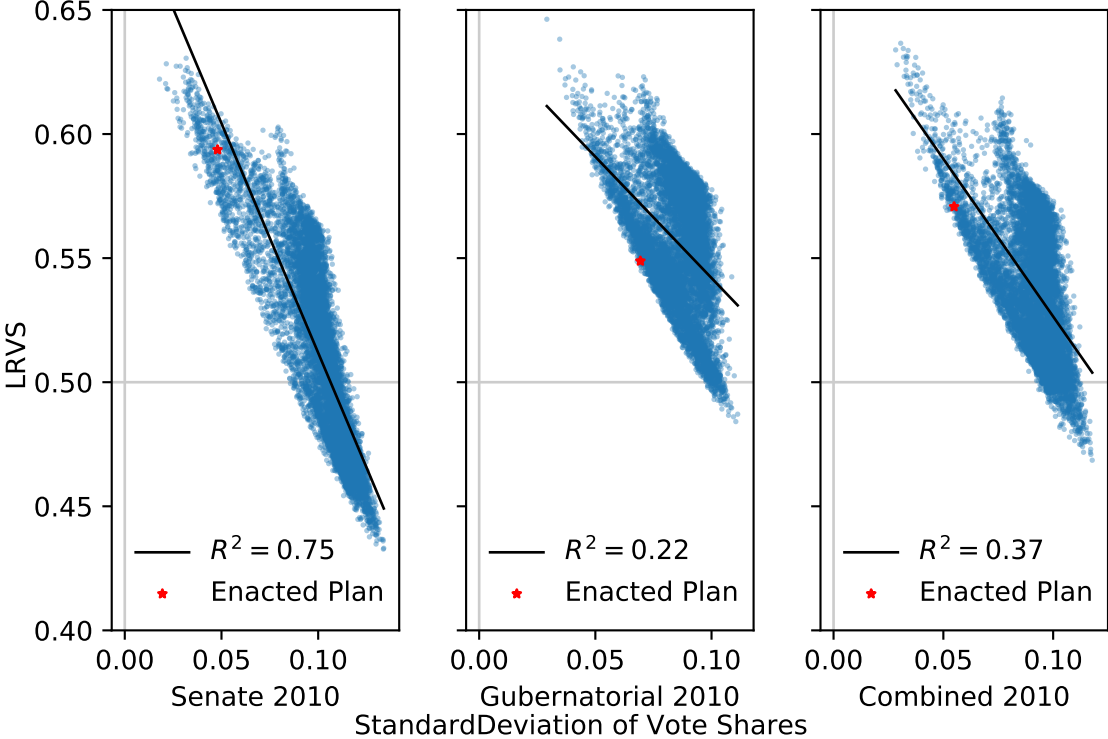 0.65
0.60
0.55
0.50
0.45
0.40
LRVS
R² = 0.75
Enacted Plan
0.00 0.05 0.10
Senate 2010
R² = 0.22
Enacted Plan
0.00 0.05 0.10
Gubernatorial 2010
R² = 0.37
Enacted Plan
0.00 0.05 0.10
Combined 2010
StandardDeviation of Vote Shares